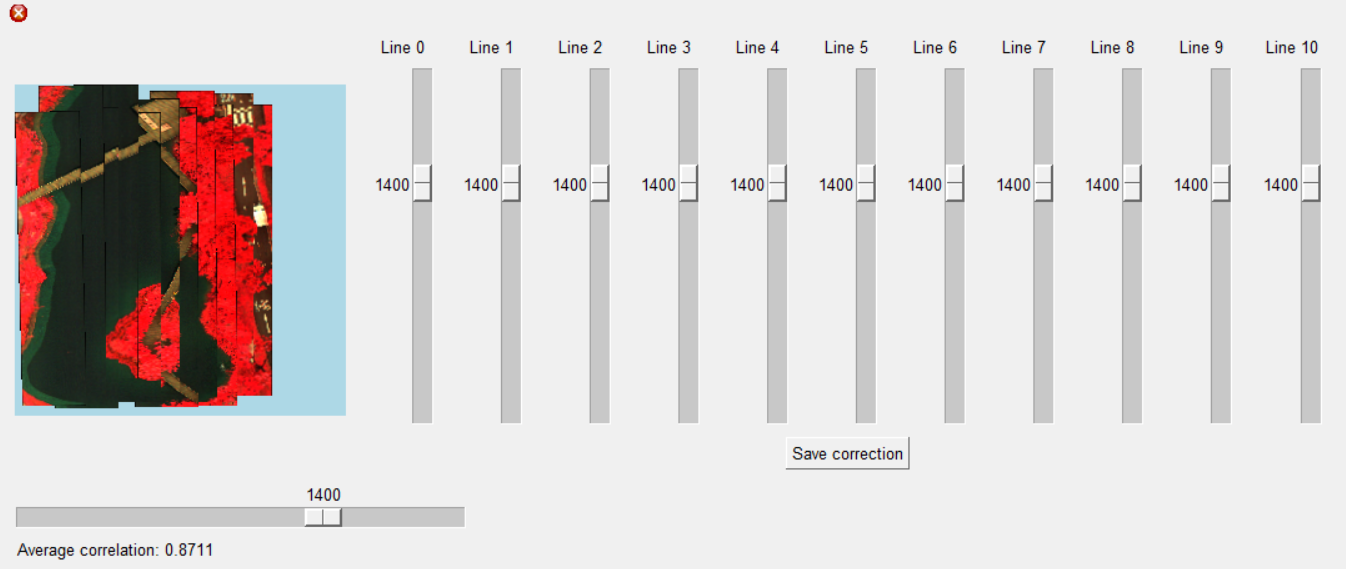 Line 0 Line 1 Line 2 Line 3 Line 4 Line 5 Line 6 Line 7 Line 8 Line 9 Line 10
1400 1400 1400 1400 1400 1400 1400 1400 1400 1400 1400
Save correction
1400
Average correlation: 0.8711